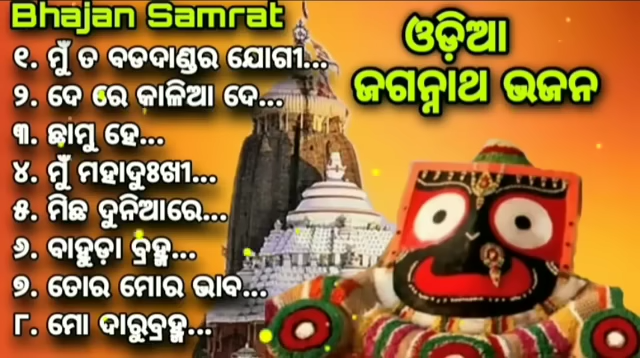 Bhajan Samrat
୧. ମୁଁ ତ ବଡଦାଣ୍ଡର ଯୋଗୀ...
୨. ଦେ ରେ କାଳିଆ ଦେ...
୩. ଛାମୁ ହେ...
୪. ମୁଁ ମହାଦୁଃଖୀ...
୫. ମିଛ ଦୁନିଆରେ...
୬. ବାହୁଡ଼ା ବ୍ରହ୍ମ...
୭. ତୋର ମୋର ଭାବ...
୮. ମୋ ଦାରୁବ୍ରହ୍ମ...
ଓଡ଼ିଆ
ଜଗନ୍ନାଥ ଭଜନ